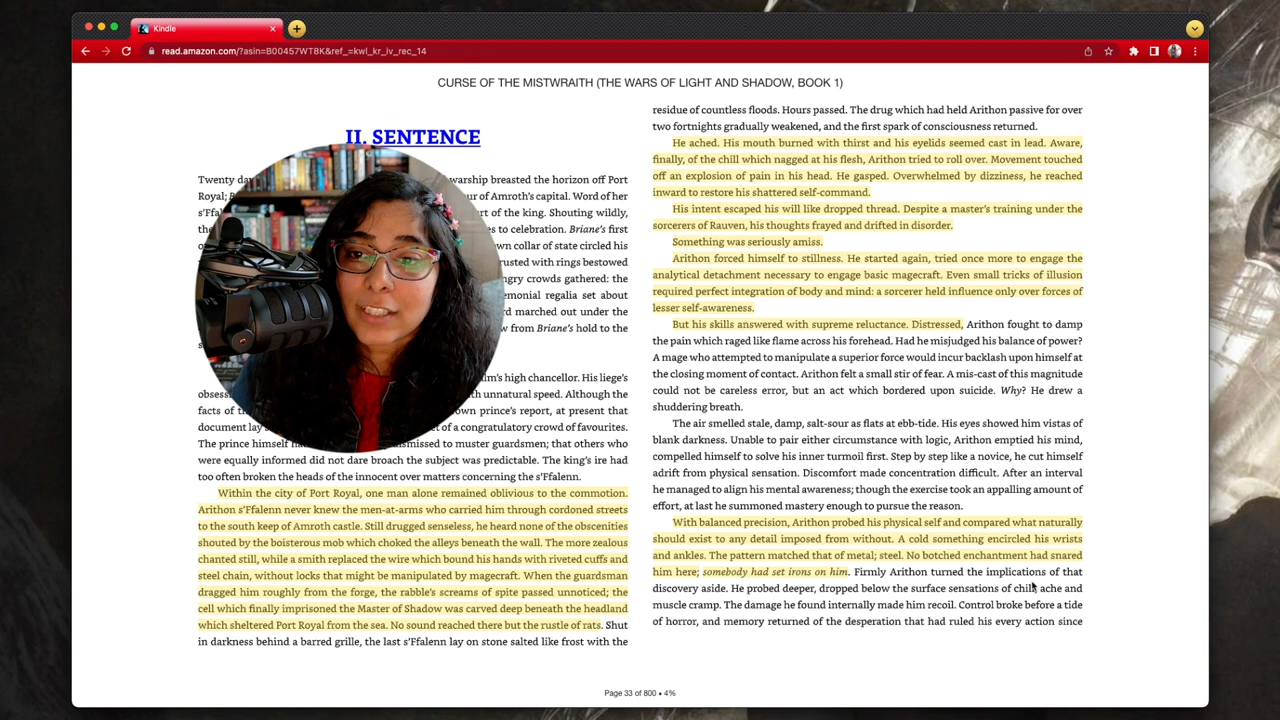 Kindle
read.amazon.com/?asin=B00457WT8K&ref_=kwl_kr_iv_rec_14
CURSE OF THE MISTWRAITH (THE WARS OF LIGHT AND SHADOW, BOOK 1)
II. SENTENCE
Twenty warship breasted the horizon off Port
Royal; of Amroth's capital. Word of her
s'Ffalenn of the king. Shouting wildly,
the to celebration. Briane's first
crown collar of state circled his
crusted with rings bestowed
angry crowds gathered: the
ceremonial regalia set about
marched out under the
from Briane's hold to the
high chancellor. His liege's
with unnatural speed. Although the
facts of prince's report, at present that
document lay of a congratulatory crowd of favourites.
The prince himself dismissed to muster guardsmen; that others who
were equally informed did not dare broach the subject was predictable. The king's ire had
too often broken the heads of the innocent over matters concerning the s'Ffalenn.
Within the city of Port Royal, one man alone remained oblivious to the commotion.
Arithon s'Ffalenn never knew the men-at-arms who carried him through cordoned streets
to the south keep of Amroth castle. Still drugged senseless, he heard none of the obscenities
shouted by the boisterous mob which choked the alleys beneath the wall. The more zealous
chanted still, while a smith replaced the wire which bound his hands with riveted cuffs and
steel chain, without locks that might be manipulated by magecraft. When the guardsman
dragged him roughly from the forge, the rabble's screams of spite passed unnoticed; the
cell which finally imprisoned the Master of Shadow was carved deep beneath the headland
which sheltered Port Royal from the sea. No sound reached there but the rustle of rats. Shut
in darkness behind a barred grille, the last s'Ffalenn lay on stone salted like frost with the
residue of countless floods. Hours passed. The drug which had held Arithon passive for over
two fortnights gradually weakened, and the first spark of consciousness returned.
He ached. His mouth burned with thirst and his eyelids seemed cast in lead. Aware,
finally, of the chill which nagged at his flesh, Arithon tried to roll over. Movement touched
off an explosion of pain in his head. He gasped. Overwhelmed by dizziness, he reached
inward to restore his shattered self-command.
His intent escaped his will like dropped thread. Despite a master's training under the
sorcerers of Rauven, his thoughts frayed and drifted in disorder.
Something was seriously amiss.
Arithon forced himself to stillness. He started again, tried once more to engage the
analytical detachment necessary to engage basic magecraft. Even small tricks of illusion
required perfect integration of body and mind: a sorcerer held influence only over forces of
lesser self-awareness.
But his skills answered with supreme reluctance. Distressed, Arithon fought to damp
the pain which raged like flame across his forehead. Had he misjudged his balance of power?
A mage who attempted to manipulate a superior force would incur backlash upon himself at
the closing moment of contact. Arithon felt a small stir of fear. A mis-cast of this magnitude
could not be careless error, but an act which bordered upon suicide. Why? He drew a
shuddering breath.
The air smelled stale, damp, salt-sour as flats at ebb-tide. His eyes showed him vistas of
blank darkness. Unable to pair either circumstance with logic, Arithon emptied his mind,
compelled himself to solve his inner turmoil first. Step by step like a novice, he cut himself
adrift from physical sensation. Discomfort made concentration difficult. After an interval
he managed to align his mental awareness; though the exercise took an appalling amount of
effort, at last he summoned mastery enough to pursue the reason.
With balanced precision, Arithon probed his physical self and compared what naturally
should exist to any detail imposed from without. A cold something encircled his wrists
and ankles. The pattern matched that of metal; steel. No botched enchantment had snared
him here; somebody had set irons on him. Firmly Arithon turned the implications of that
discovery aside. He probed deeper, dropped below the surface sensations of chill, ache and
muscle cramp. The damage he found internally made him recoil. Control broke before a tide
of horror, and memory returned of the desperation that had ruled his every action since
Page 33 of 800 • 4%